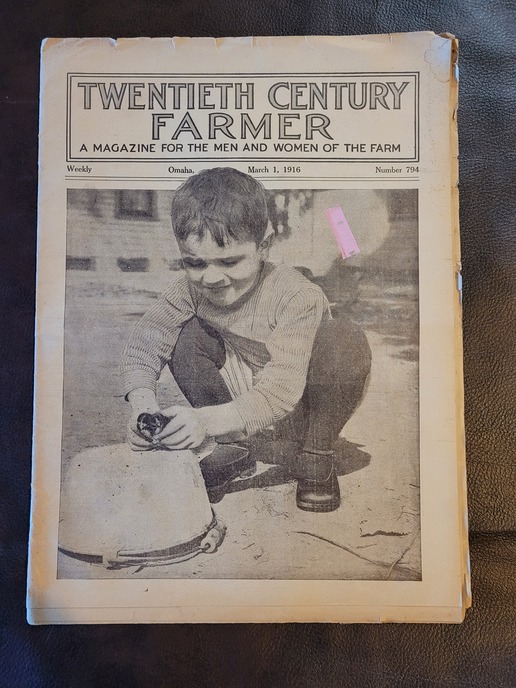 TWENTIETH CENTURY
FARMER
A MAGAZINE FOR THE MEN AND WOMEN OF THE FARM
Weekly Omaha, March 1, 1916 Number 794